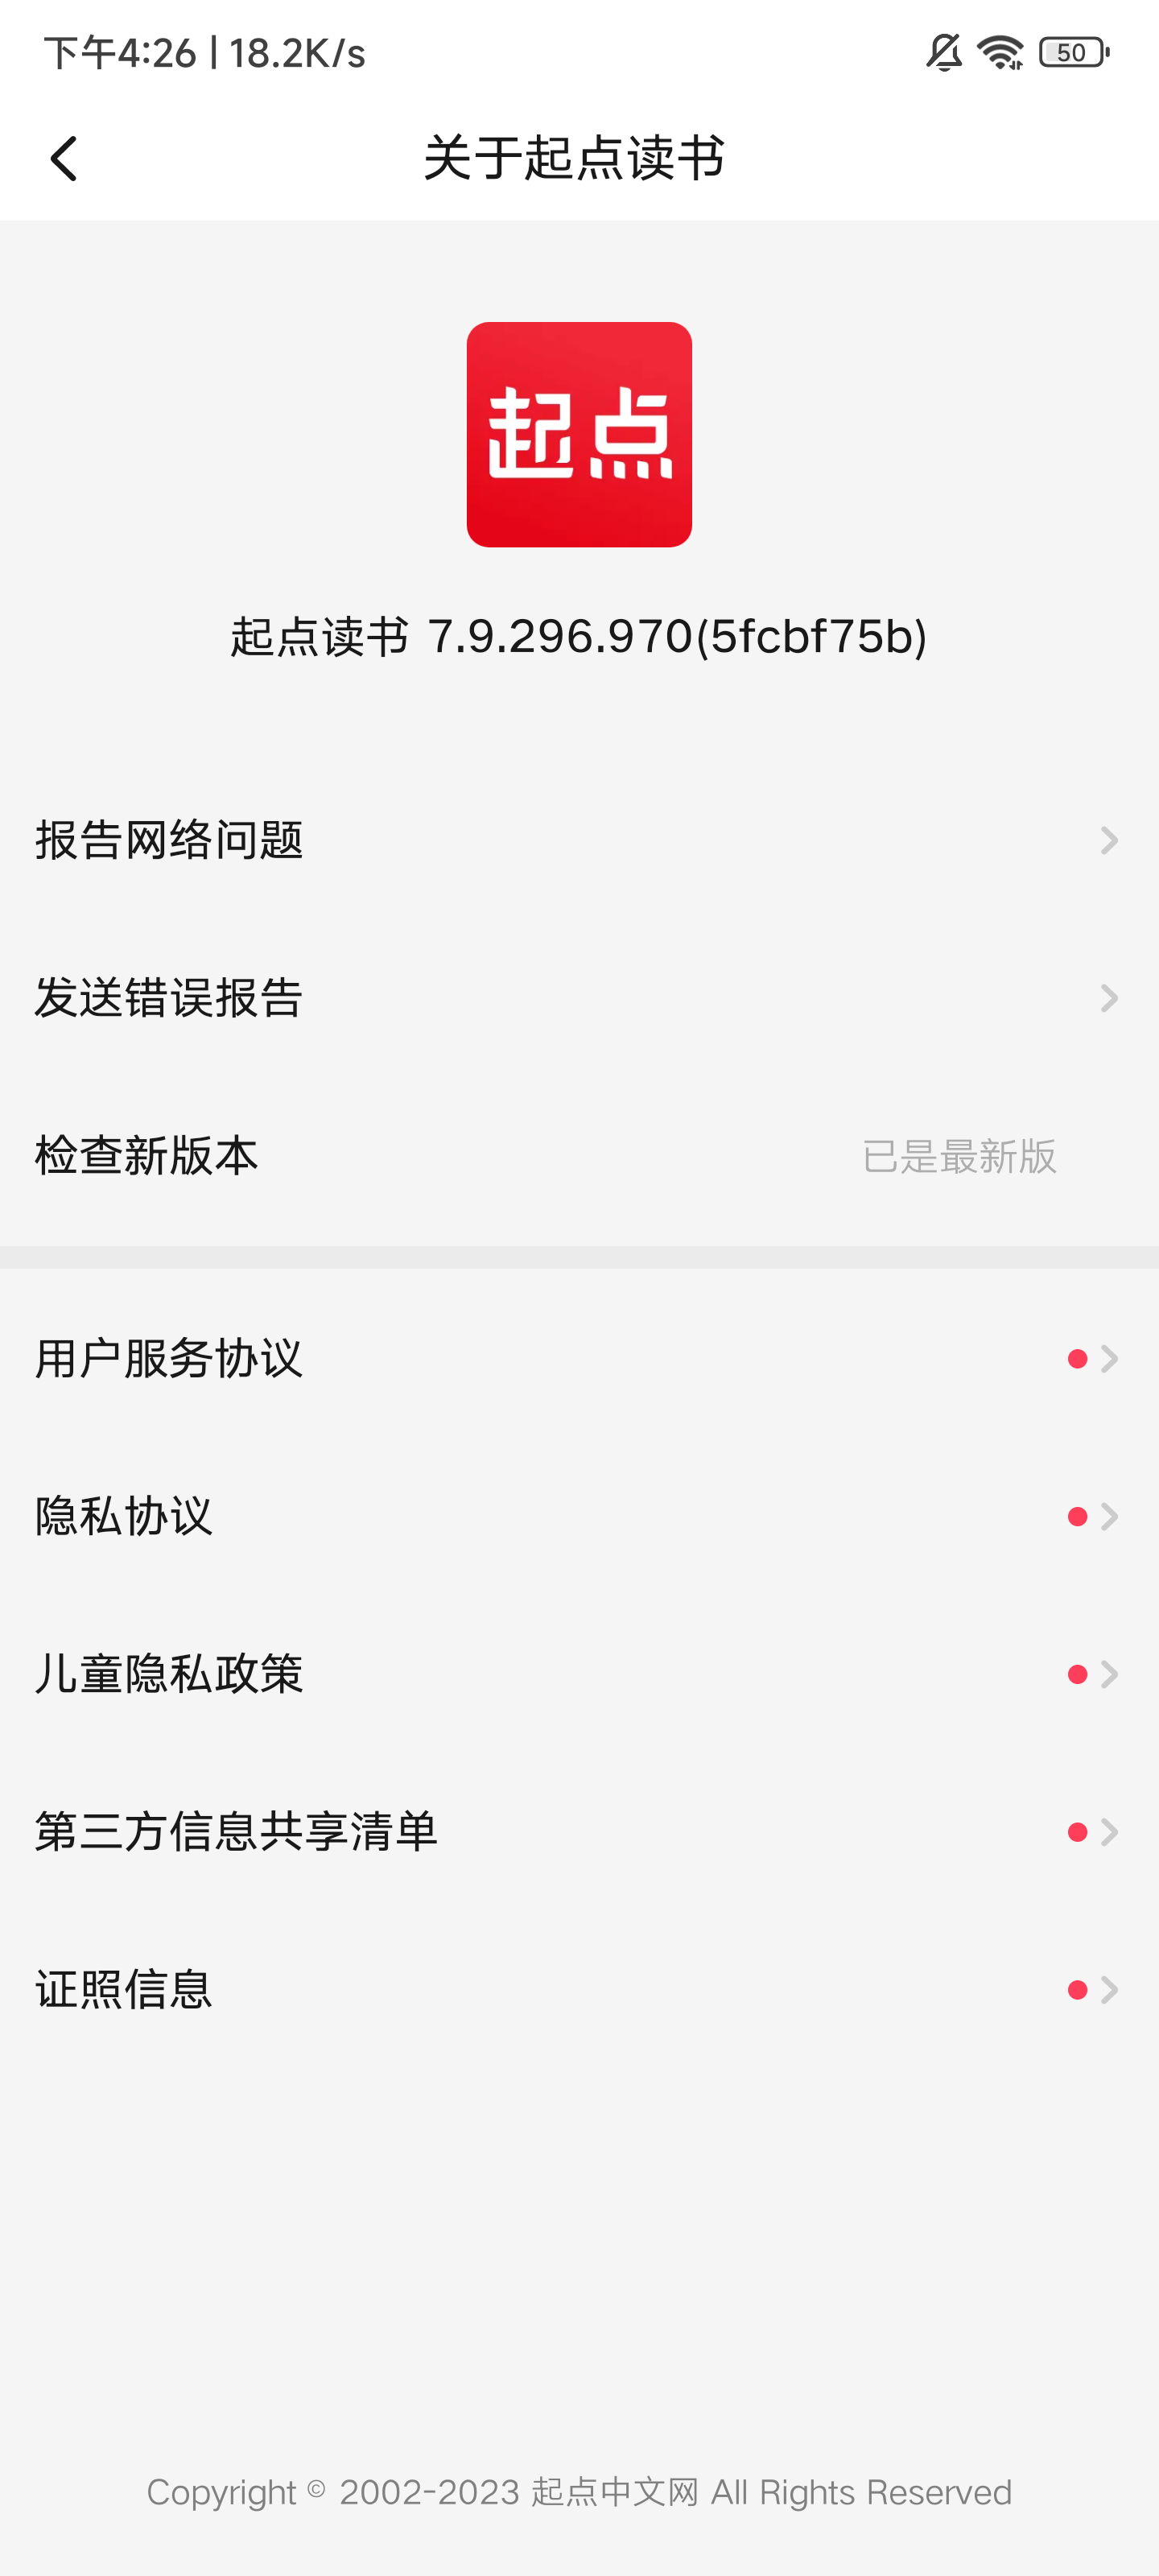 下午4:26 | 18.2K/s
50
关于起点读书
起点
起点读书 7.9.296.970(5fcbf75b)
报告网络问题
发送错误报告
检查新版本 已是最新版
用户服务协议
隐私协议
儿童隐私政策
第三方信息共享清单
证照信息
Copyright © 2002-2023 起点中文网 All Rights Reserved